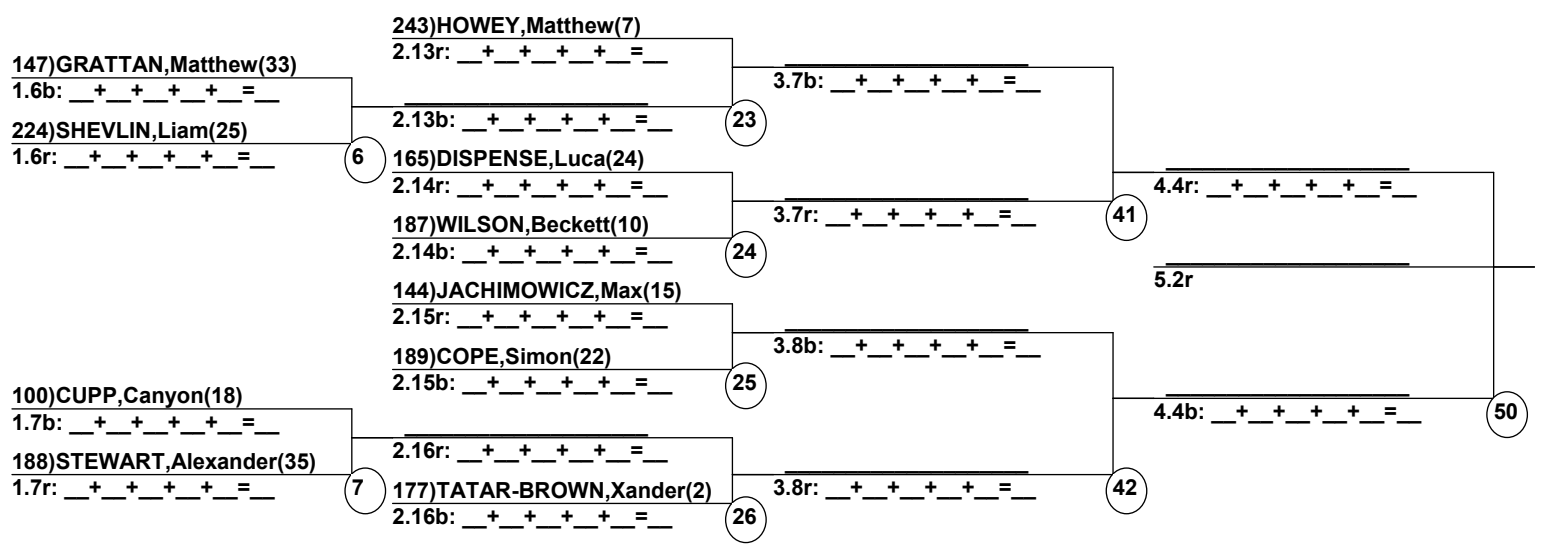 147)GRATTAN,Matthew(33)
1.6b: __+__+__+__+__=__
224)SHEVLIN,Liam(25)
1.6r: __+__+__+__+__=__
6
100)CUPP,Canyon(18)
1.7b: __+__+__+__+__=__
188)STEWART,Alexander(35)
1.7r: __+__+__+__+__=__
7
243)HOWEY,Matthew(7)
2.13r: __+__+__+__+__=__
2.13b: __+__+__+__+__=__
23
165)DISPENSE,Luca(24)
2.14r: __+__+__+__+__=__
187)WILSON,Beckett(10)
2.14b: __+__+__+__+__=__
24
144)JACHIMOWICZ,Max(15)
2.15r: __+__+__+__+__=__
189)COPE,Simon(22)
2.15b: __+__+__+__+__=__
25
2.16r: __+__+__+__+__=__
177)TATAR-BROWN,Xander(2)
2.16b: __+__+__+__+__=__
26
3.7b: __+__+__+__+__=__
3.7r: __+__+__+__+__=__
41
3.8b: __+__+__+__+__=__
3.8r: __+__+__+__+__=__
42
4.4r: __+__+__+__+__=__
5.2r
4.4b: __+__+__+__+__=__
50